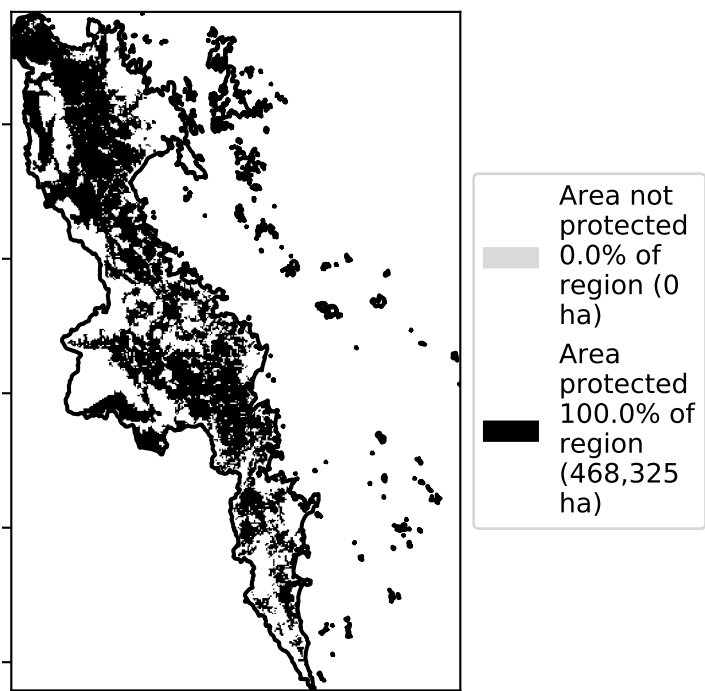 Area not
protected
0.0% of
region (0
ha)
Area
protected
100.0% of
region
(468,325
ha)